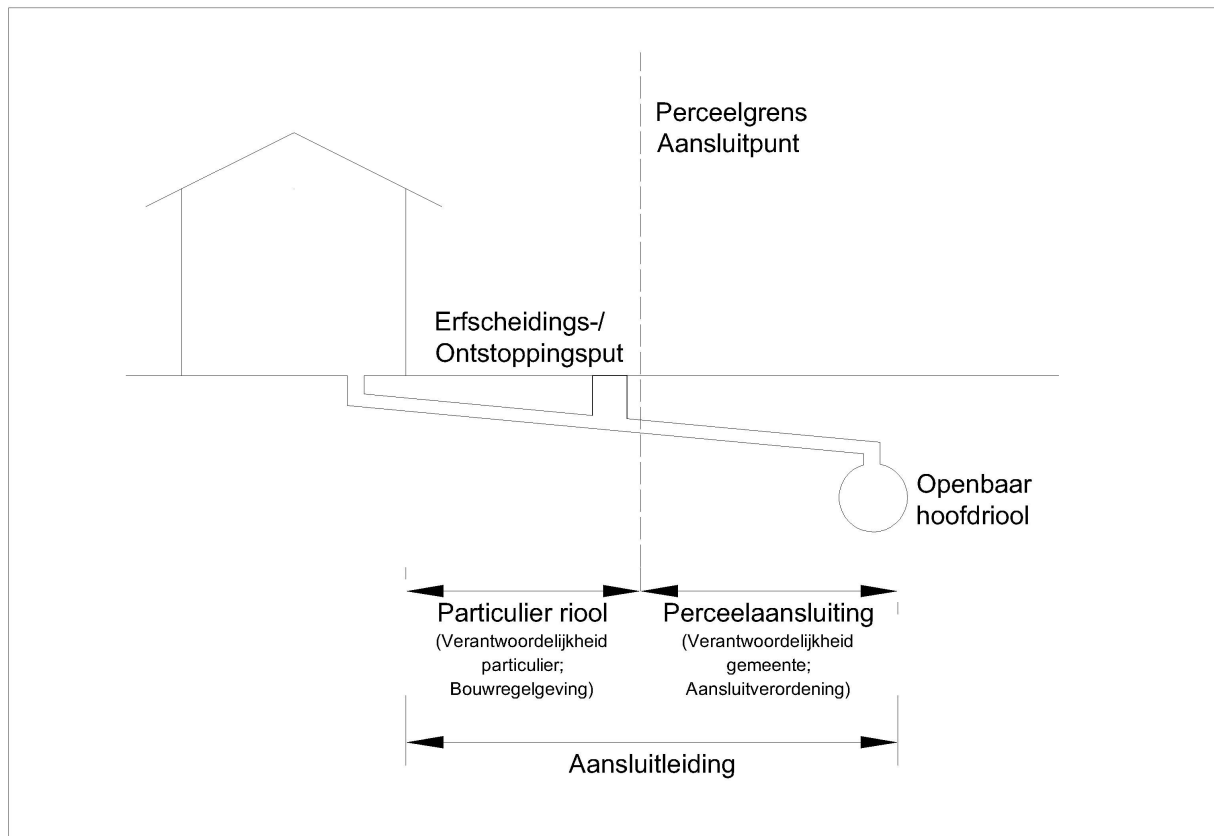 Perceelgrens
Aansluitpunt
Erfscheidings-/
Ontstoppingsput
Openbaar
hoofdriool
Particulier riool
(Verantwoordelijkheid
particulier;
Bouwregelgeving)
Perceelaansluiting
(Verantwoordelijkheid
gemeente;
Aansluitverordening)
Aansluitleiding